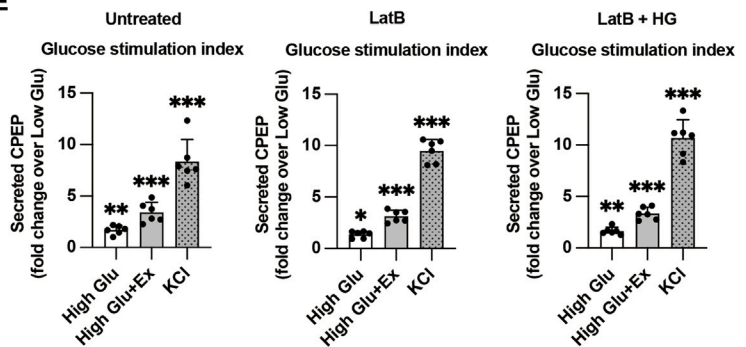 E
Untreated
Glucose stimulation index
Secreted CPEP
(fold change over Low Glu)
15
10
5
0
**
***
***
High Glu
High Glu+Ex
KCl
LatB
Glucose stimulation index
Secreted CPEP
(fold change over Low Glu)
15
10
5
0
*
***
***
High Glu
High Glu+Ex
KCl
LatB + HG
Glucose stimulation index
Secreted CPEP
(fold change over Low Glu)
15
10
5
0
**
***
***
High Glu
High Glu+Ex
KCl